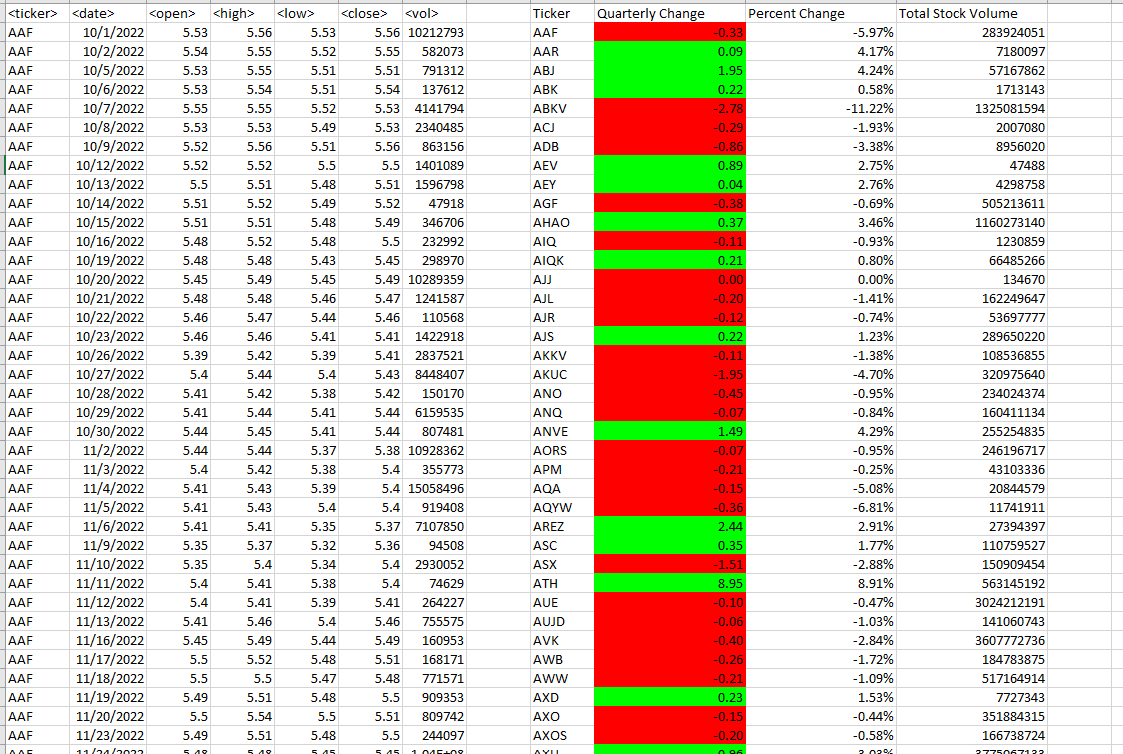 <ticker> <date> <open> <high> <low> <close> <vol> Ticker Quarterly Change Percent Change Total Stock Volume
AAF 10/1/2022 5.53 5.56 5.53 5.56 10212793 AAF -0.33 -5.97% 283924051
AAF 10/2/2022 5.54 5.55 5.52 5.55 582073 AAR 0.09 4.17% 7180097
AAF 10/5/2022 5.53 5.55 5.51 5.51 791312 ABJ 1.95 4.24% 57167862
AAF 10/6/2022 5.53 5.54 5.51 5.54 137612 ABK 0.22 0.58% 1713143
AAF 10/7/2022 5.55 5.55 5.52 5.53 4141794 ABKV -2.78 -11.22% 1325081594
AAF 10/8/2022 5.53 5.53 5.49 5.53 2340485 ACJ -0.29 -1.93% 2007080
AAF 10/9/2022 5.52 5.56 5.51 5.56 863156 ADB -0.86 -3.38% 8956020
AAF 10/12/2022 5.52 5.52 5.5 5.5 1401089 AEV 0.89 2.75% 47488
AAF 10/13/2022 5.5 5.51 5.48 5.51 1596798 AEY 0.04 2.76% 4298758
AAF 10/14/2022 5.51 5.52 5.49 5.52 47918 AGF -0.38 -0.69% 505213611
AAF 10/15/2022 5.51 5.51 5.48 5.49 346706 AHAO 0.37 3.46% 1160273140
AAF 10/16/2022 5.48 5.52 5.48 5.5 232992 AIQ -0.11 -0.93% 1230859
AAF 10/19/2022 5.48 5.48 5.43 5.45 298970 AIQK 0.21 0.80% 66485266
AAF 10/20/2022 5.45 5.49 5.45 5.49 10289359 AJJ 0.00 0.00% 134670
AAF 10/21/2022 5.48 5.48 5.46 5.47 1241587 AJL -0.20 -1.41% 162249647
AAF 10/22/2022 5.46 5.47 5.44 5.46 110568 AJR -0.12 -0.74% 53697777
AAF 10/23/2022 5.46 5.46 5.41 5.41 1422918 AJS 0.22 1.23% 289650220
AAF 10/26/2022 5.39 5.42 5.39 5.41 2837521 AKKV -0.11 -1.38% 108536855
AAF 10/27/2022 5.4 5.44 5.4 5.43 8448407 AKUC -1.95 -4.70% 320975640
AAF 10/28/2022 5.41 5.42 5.38 5.42 150170 ANO -0.45 -0.95% 234024374
AAF 10/29/2022 5.41 5.44 5.41 5.44 6159535 ANQ -0.07 -0.84% 160411134
AAF 10/30/2022 5.44 5.45 5.41 5.44 807481 ANVE 1.49 4.29% 255254835
AAF 11/2/2022 5.44 5.44 5.37 5.38 10928362 AORS -0.07 -0.95% 246196717
AAF 11/3/2022 5.4 5.42 5.38 5.4 355773 APM -0.21 -0.25% 43103336
AAF 11/4/2022 5.41 5.43 5.39 5.4 15058496 AQA -0.15 -5.08% 20844579
AAF 11/5/2022 5.41 5.43 5.4 5.4 919408 AQYW -0.36 -6.81% 11741911
AAF 11/6/2022 5.41 5.41 5.35 5.37 7107850 AREZ 2.44 2.91% 27394397
AAF 11/9/2022 5.35 5.37 5.32 5.36 94508 ASC 0.35 1.77% 110759527
AAF 11/10/2022 5.35 5.4 5.34 5.4 2930052 ASX -1.51 -2.88% 150909454
AAF 11/11/2022 5.4 5.41 5.38 5.4 74629 ATH 8.95 8.91% 563145192
AAF 11/12/2022 5.4 5.41 5.39 5.41 264227 AUE -0.10 -0.47% 3024212191
AAF 11/13/2022 5.41 5.46 5.4 5.46 755575 AUJD -0.06 -1.03% 141060743
AAF 11/16/2022 5.45 5.49 5.44 5.49 160953 AVK -0.40 -2.84% 3607772736
AAF 11/17/2022 5.5 5.52 5.48 5.51 168171 AWB -0.26 -1.72% 184783875
AAF 11/18/2022 5.5 5.5 5.47 5.48 771571 AWW -0.21 -1.09% 517164914
AAF 11/19/2022 5.49 5.51 5.48 5.5 909353 AXD 0.23 1.53% 7727343
AAF 11/20/2022 5.5 5.54 5.5 5.51 809742 AXO -0.15 -0.44% 351884315
AAF 11/23/2022 5.49 5.51 5.48 5.5 244097 AXOS -0.20 -0.58% 166738724